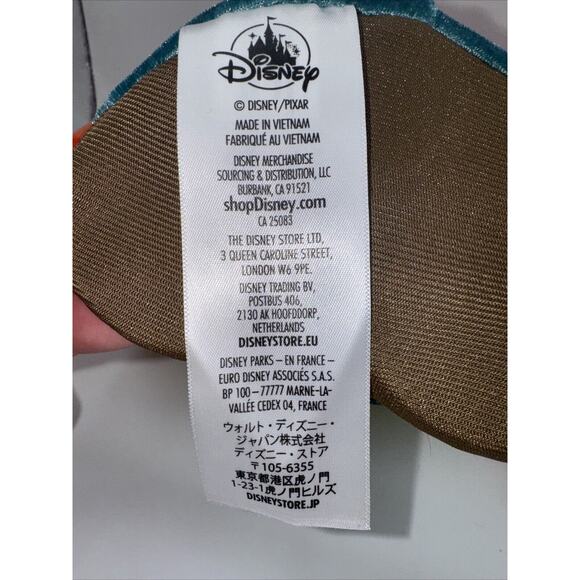 Disney
© DISNEY/PIXAR
MADE IN VIETNAM
FABRIQUÉ AU VIETNAM
DISNEY MERCHANDISE
SOURCING & DISTRIBUTION, LLC
BURBANK, CA 91521
shopDisney.com
CA 25083
THE DISNEY STORE LTD,
3 QUEEN CAROLINE STREET,
LONDON W6 9PE.
DISNEY TRADING BV,
POSTBUS 406,
2130 AK HOOFDDORP,
NETHERLANDS
DISNEYSTORE.EU
DISNEY PARKS – EN FRANCE –
EURO DISNEY ASSOCIÉS S.A.S.
BP 100 – 77777 MARNE-LA-
VALLÉE CEDEX 04, FRANCE
ウォルト・ディズニー・
ジャパン株式会社
ディズニー・ストア
〒105-6355
東京都港区虎ノ門
1-23-1虎ノ門ヒルズ
DISNEYSTORE.JP